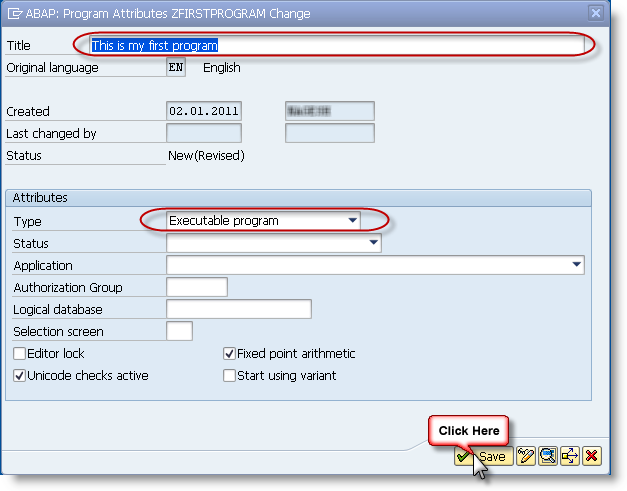 ABAP: Program Attributes ZFIRSTPROGRAM Change
Title This is my first program
Original language EN English
Created 02.01.2011
Last changed by
Status New(Revised)
Attributes
Type Executable program
Status
Application
Authorization Group
Logical database
Selection screen
Editor lock Fixed point arithmetic
Unicode checks active Start using variant
Click Here
Save